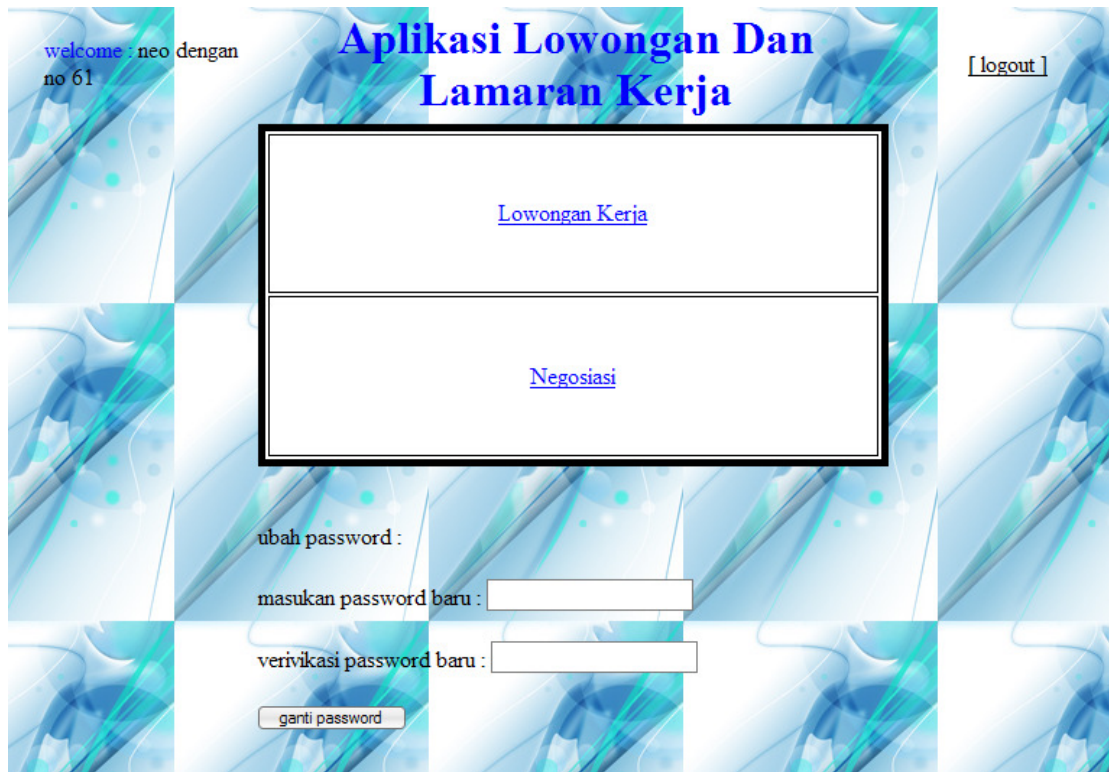 welcome : neo dengan
no 61
Aplikasi Lowongan Dan
Lamaran Kerja
[ logout ]
Lowongan Kerja
Negosiasi
ubah password :
masukan password baru :
verivikasi password baru :
ganti password